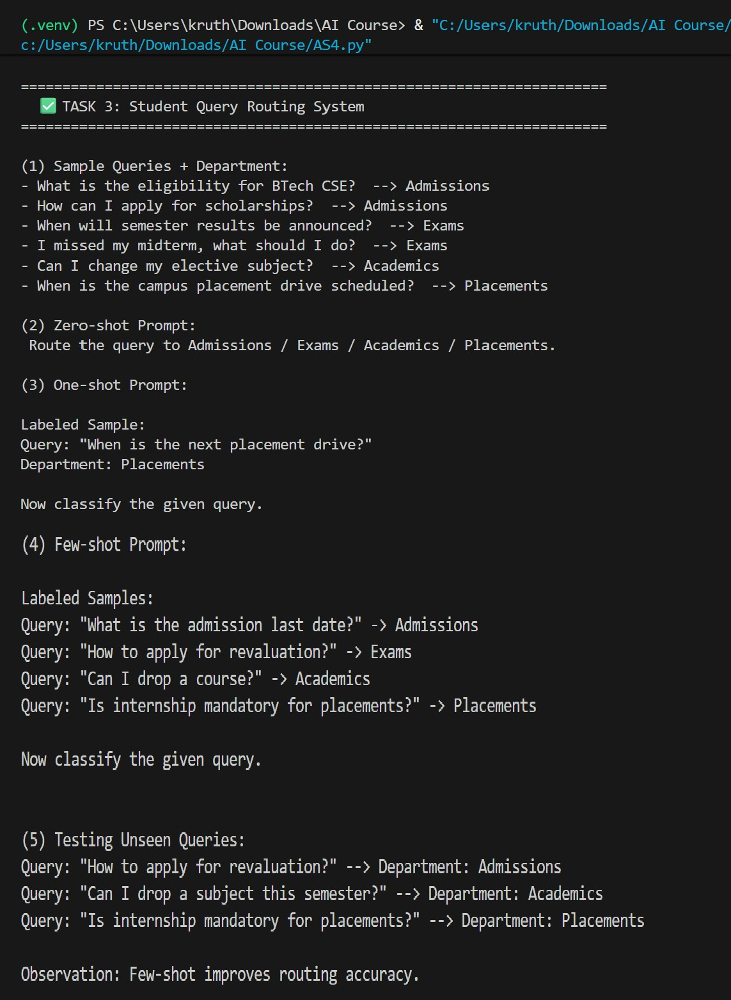 (.venv) PS C:\Users\kruth\Downloads\AI Course> & "C:/Users/kruth/Downloads/AI Course/
c:/Users/kruth/Downloads/AI Course/AS4.py"
======================================================================
✅ TASK 3: Student Query Routing System
======================================================================
(1) Sample Queries + Department:
- What is the eligibility for BTech CSE?  --> Admissions
- How can I apply for scholarships?  --> Admissions
- When will semester results be announced?  --> Exams
- I missed my midterm, what should I do?  --> Exams
- Can I change my elective subject?  --> Academics
- When is the campus placement drive scheduled?  --> Placements
(2) Zero-shot Prompt:
Route the query to Admissions / Exams / Academics / Placements.
(3) One-shot Prompt:
Labeled Sample:
Query: "When is the next placement drive?"
Department: Placements
Now classify the given query.
(4) Few-shot Prompt:
Labeled Samples:
Query: "What is the admission last date?" -> Admissions
Query: "How to apply for revaluation?" -> Exams
Query: "Can I drop a course?" -> Academics
Query: "Is internship mandatory for placements?" -> Placements
Now classify the given query.
(5) Testing Unseen Queries:
Query: "How to apply for revaluation?" --> Department: Admissions
Query: "Can I drop a subject this semester?" --> Department: Academics
Query: "Is internship mandatory for placements?" --> Department: Placements
Observation: Few-shot improves routing accuracy.